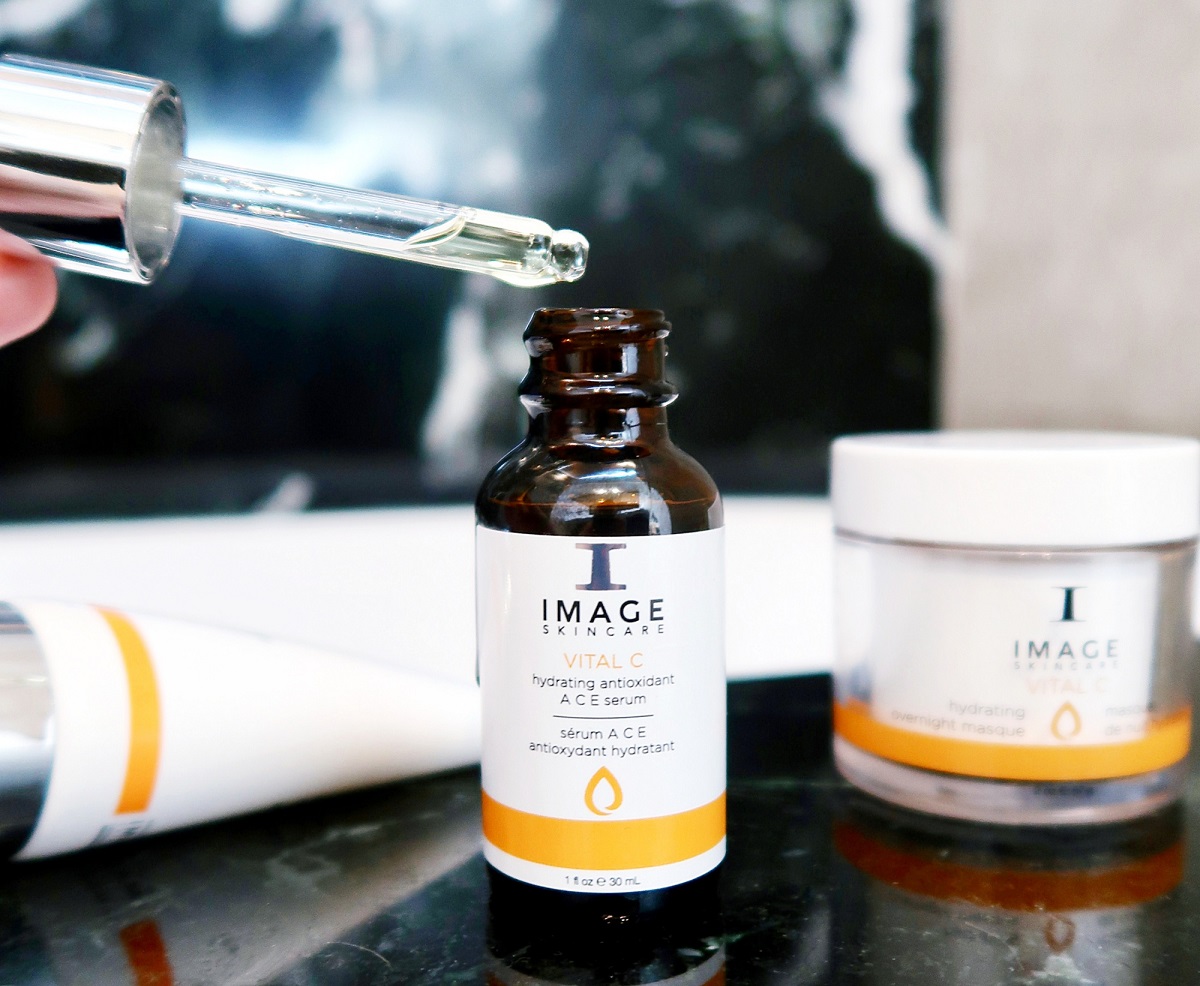 I
IMAGE
SKINCARE
VITAL C
hydrating antioxidant
A C E serum
sérum A C E
antioxydant hydratant
1 fl oz ℮ 30 mL
I
IMAGE
SKINCARE
VITAL C
hydrating
overnight masque